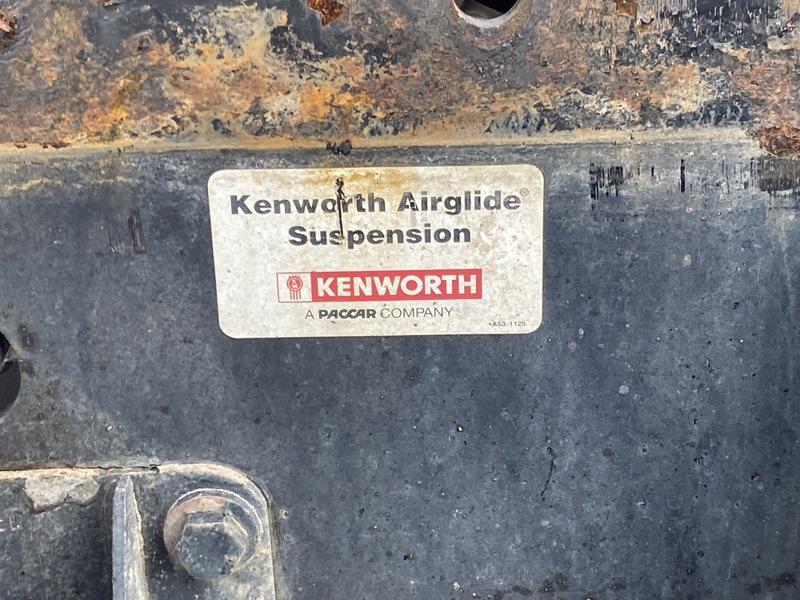 Kenworth Airglide®
Suspension
KENWORTH
A PACCAR COMPANY
•A53-1125